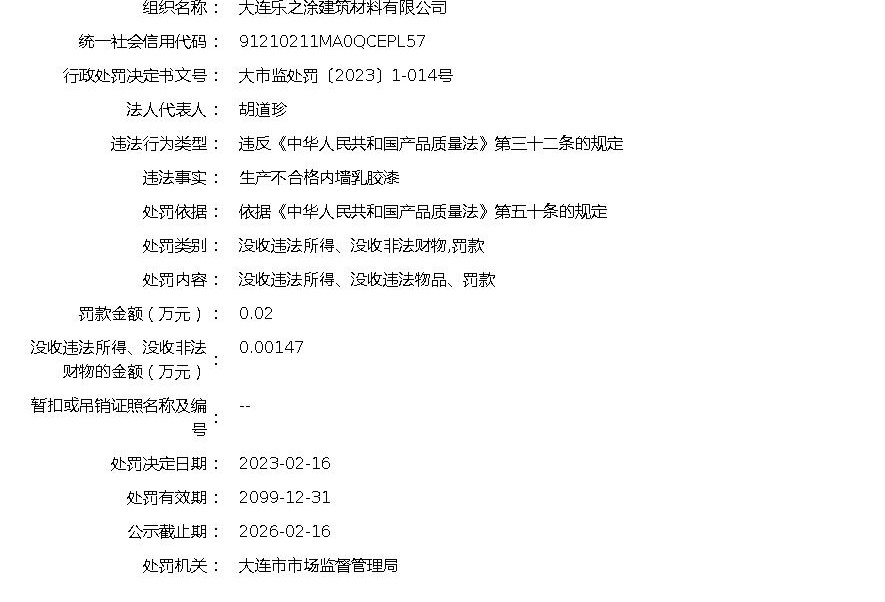 组织名称： 大连乐之涂建筑材料有限公司
统一社会信用代码： 91210211MA0QCEPL57
行政处罚决定书文号： 大市监处罚〔2023〕1-014号
法人代表人： 胡道珍
违法行为类型： 违反《中华人民共和国产品质量法》第三十二条的规定
违法事实： 生产不合格内墙乳胶漆
处罚依据： 依据《中华人民共和国产品质量法》第五十条的规定
处罚类别： 没收违法所得、没收非法财物,罚款
处罚内容： 没收违法所得、没收违法物品、罚款
罚款金额（万元）： 0.02
没收违法所得、没收非法
财物的金额（万元）： 0.00147
暂扣或吊销证照名称及编
号： --
处罚决定日期： 2023-02-16
处罚有效期： 2099-12-31
公示截止期： 2026-02-16
处罚机关： 大连市市场监督管理局